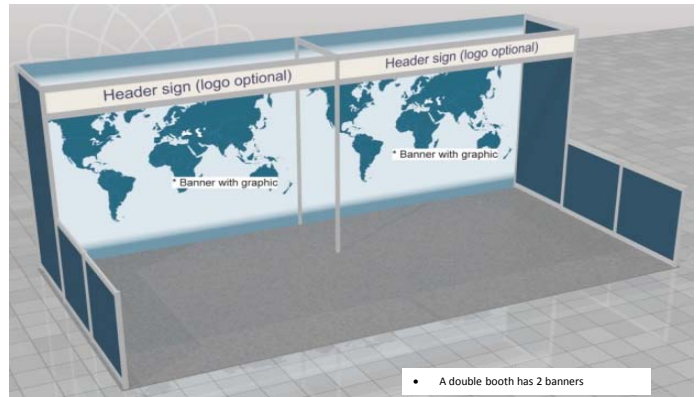 Header sign (logo optional)
Header sign (logo optional)
* Banner with graphic
* Banner with graphic
• A double booth has 2 banners